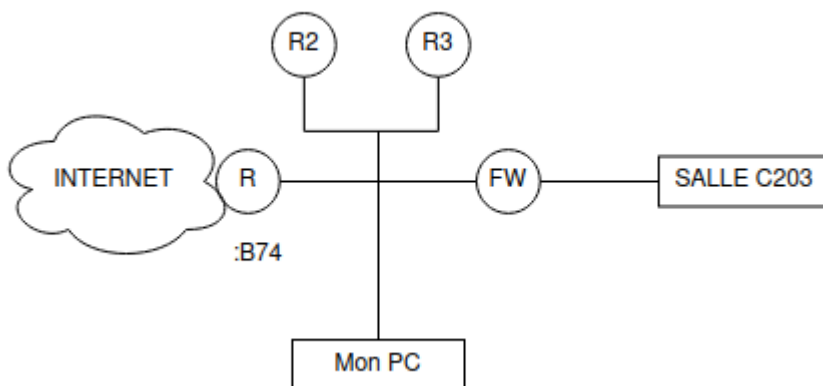 R2
R3
INTERNET
R
FW
SALLE C203
:B74
Mon PC